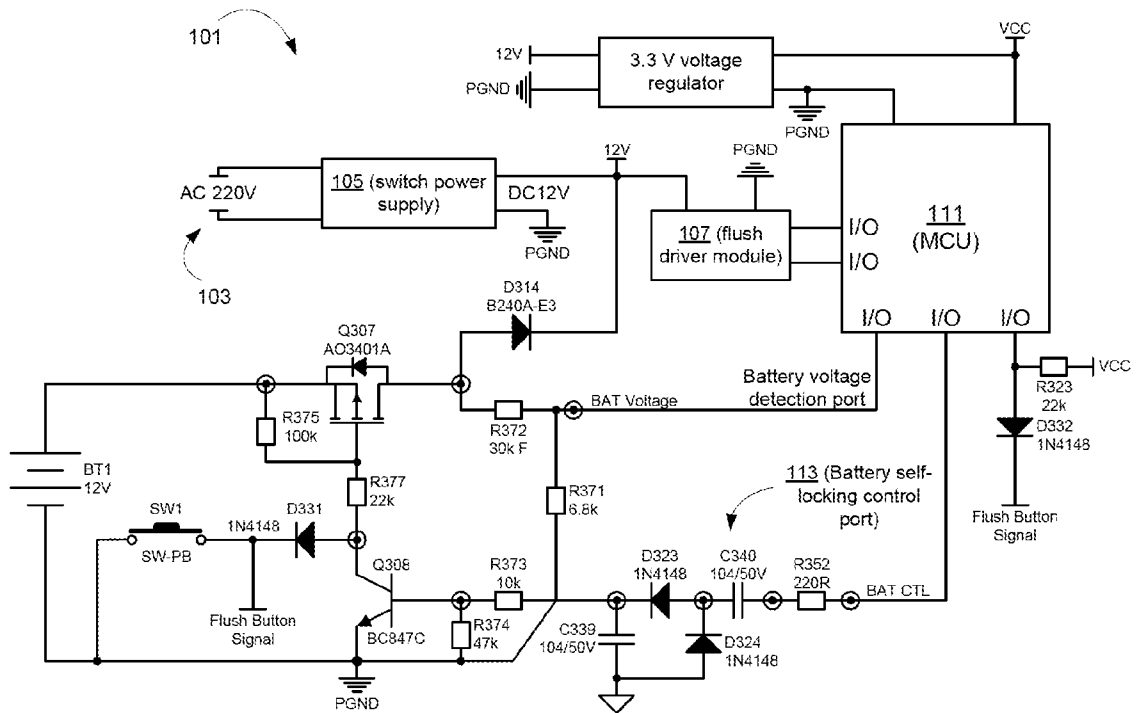 101
VCC
12V
3.3 V voltage
regulator
PGND
PGND
12V
PGND
AC 220V
105 (switch power
supply)
DC12V
PGND
103
107 (flush
driver module)
I/O
I/O
111
(MCU)
I/O
I/O
I/O
D314
B240A-E3
Q307
AO3401A
Battery voltage
detection port
BAT Voltage
R323
22k
VCC
D332
1N4148
Flush Button
Signal
R375
100k
R372
30k F
BT1
12V
R377
22k
R371
6.8k
113 (Battery self-
locking control
port)
SW1
SW-PB
1N4148
D331
Flush Button
Signal
Q308
BC847C
R373
10k
R374
47k
D323
1N4148
C340
104/50V
R352
220R
BAT CTL
C339
104/50V
D324
1N4148
PGND